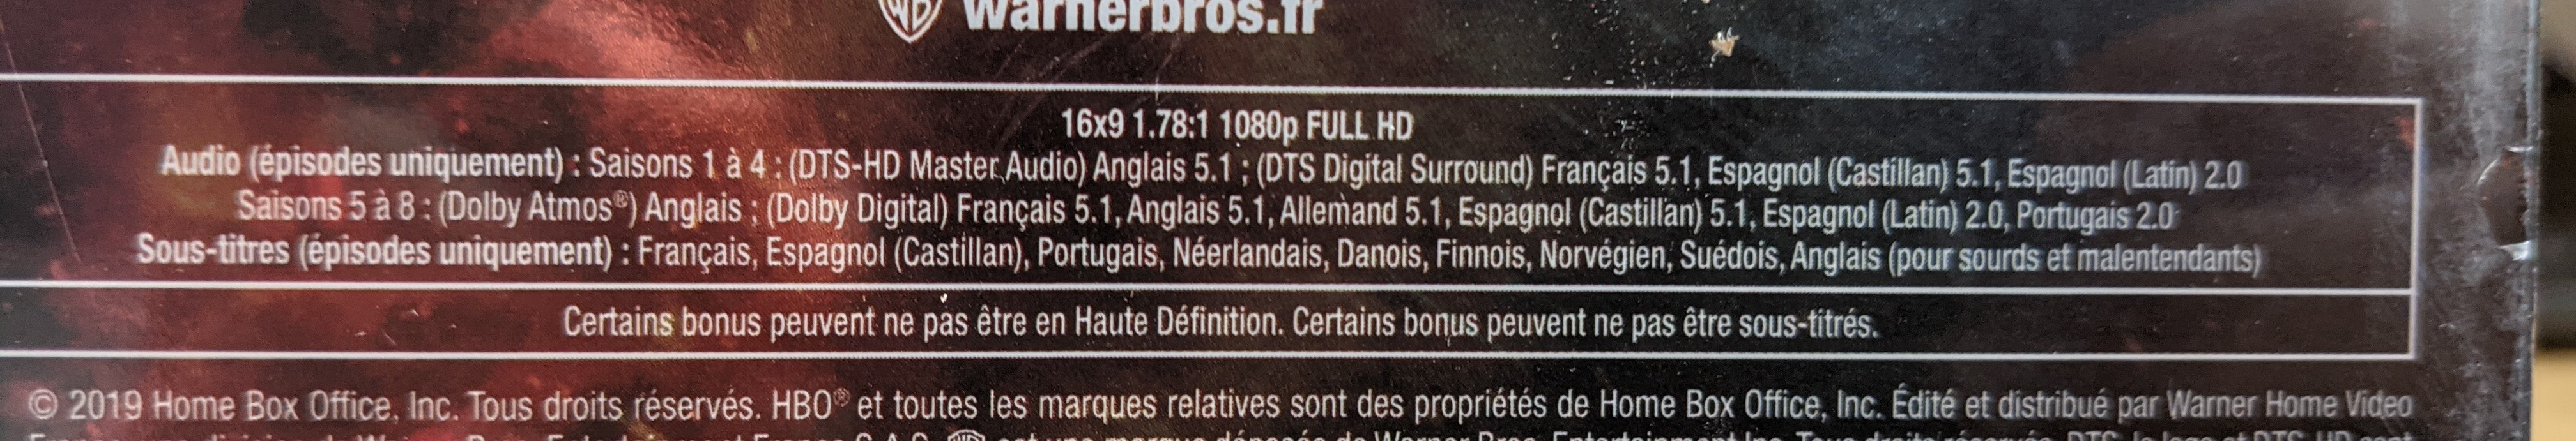 warnerbros.fr
16x9 1.78:1 1080p FULL HD
Audio (épisodes uniquement) : Saisons 1 à 4 : (DTS-HD Master Audio) Anglais 5.1 ; (DTS Digital Surround) Français 5.1, Espagnol (Castillan) 5.1, Espagnol (Latin) 2.0
Saisons 5 à 8 : (Dolby Atmos®) Anglais ; (Dolby Digital) Français 5.1, Anglais 5.1, Allemand 5.1, Espagnol (Castillan) 5.1, Espagnol (Latin) 2.0, Portugais 2.0
Sous-titres (épisodes uniquement) : Français, Espagnol (Castillan), Portugais, Néerlandais, Danois, Finnois, Norvégien, Suédois, Anglais (pour sourds et malentendants)
Certains bonus peuvent ne pas être en Haute Définition. Certains bonus peuvent ne pas être sous-titrés.
© 2019 Home Box Office, Inc. Tous droits réservés. HBO® et toutes les marques relatives sont des propriétés de Home Box Office, Inc. Édité et distribué par Warner Home Video